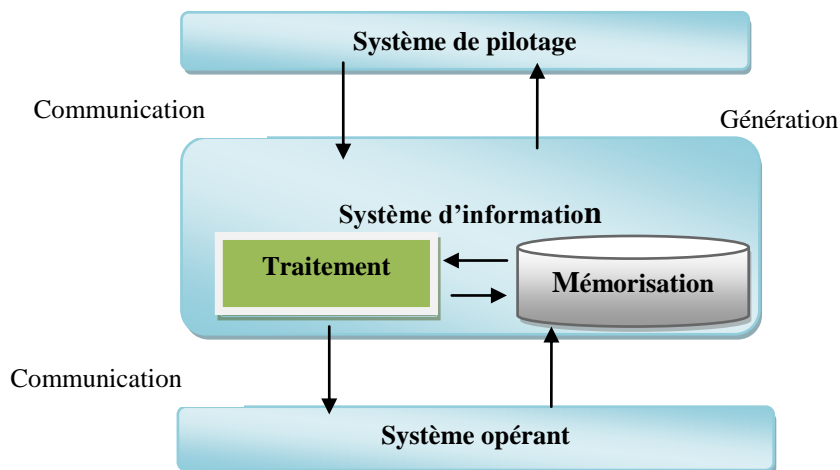 Système de pilotage
Communication
Génération
Système d’information
Traitement
Mémorisation
Communication
Système opérant